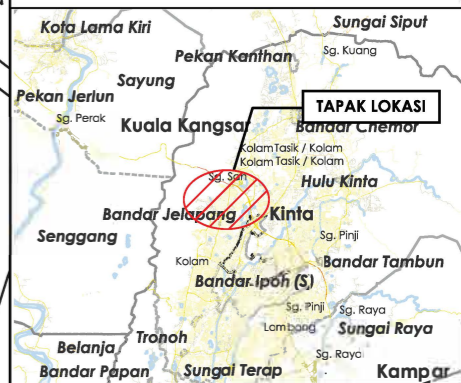 Kota Lama Kiri
Sungai Siput
Sg. Kuang
Pekan Kanthan
Sayung
Pekan Jerlun
TAPAK LOKASI
Sg. Perak
Kuala Kangsar
Bandar Chemor
Kolam Tasik / Kolam
Kolam Tasik / Kolam
Sg. Sari
Hulu Kinta
Bandar Jelapang
Kinta
Senggang
Sg. Pinji
Kolam
Bandar Tambun
Bandar Ipoh (S)
Sg. Pinji
Sg. Raya
Lombong
Sungai Raya
Tronoh
Belanja
Sg. Raya
Bandar Papan
Sungai Terap
Kampar